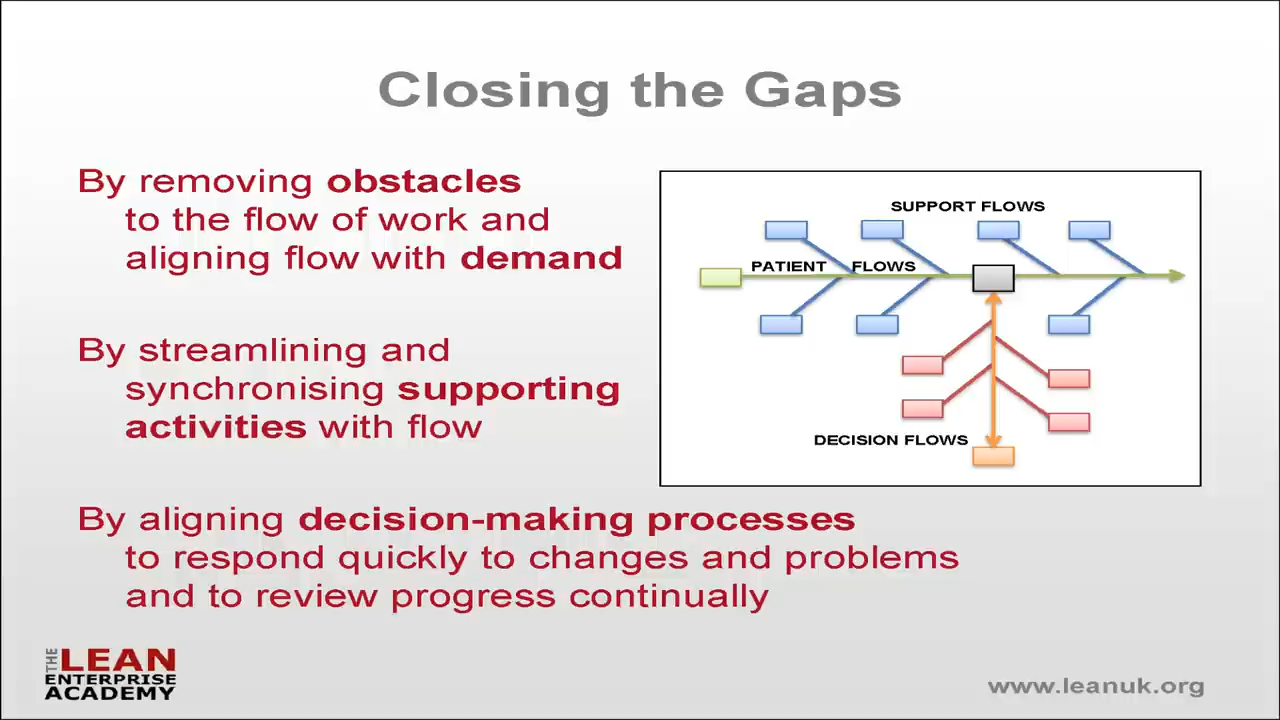 Closing the Gaps
By removing obstacles
to the flow of work and
aligning flow with demand
By streamlining and
synchronising supporting
activities with flow
By aligning decision-making processes
to respond quickly to changes and problems
and to review progress continually
SUPPORT FLOWS
PATIENT FLOWS
DECISION FLOWS
THE LEAN
ENTERPRISE
ACADEMY
www.leanuk.org